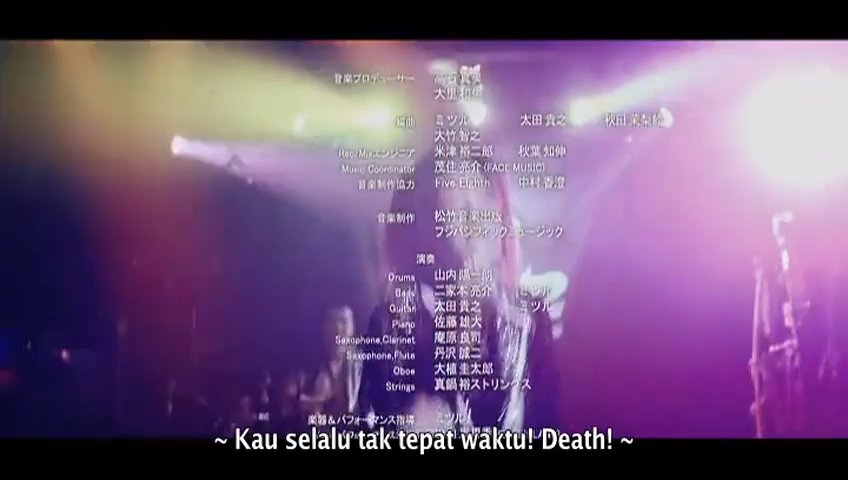 音楽プロデューサー
大里
編曲 ミツル 太田 貴之 秋田 茉梨絵
大竹 智之
Rec/Mixエンジニア 米津 裕二郎 秋葉 知伸
Music Coordinator 茂住 亮介(FACE MUSIC)
音楽制作協力 Five Eighth 中村 香澄
音楽制作 松竹音楽出版
フジパシフィックミュージック
演奏
Drums 山内 陽一朗
Bass 二家本 亮介 ミツル
Guitar 太田 貴之 ミツル
Piano 佐藤 雄大
Saxophone,Clarinet 庵原 良司
Saxophone,Flute 丹沢 誠二
Oboe 大植 圭太郎
Strings 真鍋 裕ストリングス
楽器&パフォーマンス指導 ミツル
~ Kau selalu tak tepat waktu! Death! ~